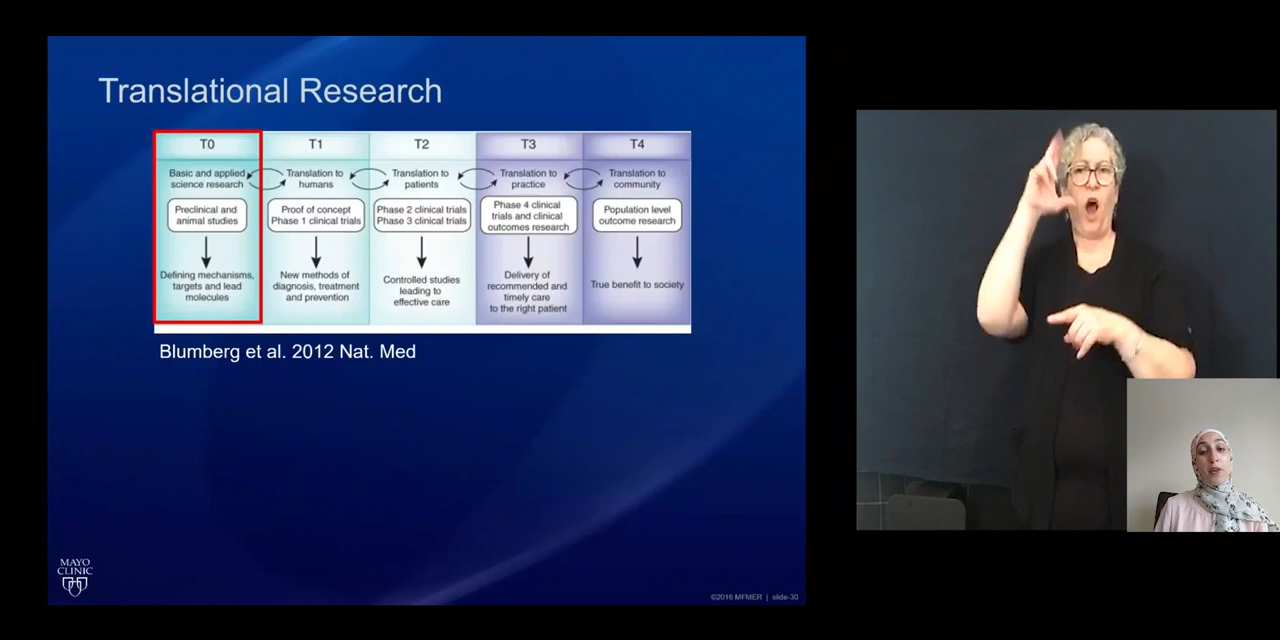 Translational Research
T0
Basic and applied
science research
Preclinical and
animal studies
Defining mechanisms,
targets and lead
molecules
T1
Translation to
humans
Proof of concept
Phase 1 clinical trials
New methods of
diagnosis, treatment
and prevention
T2
Translation to
patients
Phase 2 clinical trials
Phase 3 clinical trials
Controlled studies
leading to
effective care
T3
Translation to
practice
Phase 4 clinical
trials and clinical
outcomes research
Delivery of
recommended and
timely care
to the right patient
T4
Translation to
community
Population level
outcome research
True benefit to society
Blumberg et al. 2012 Nat. Med
MAYO
CLINIC
©2016 MFMER | slide-30